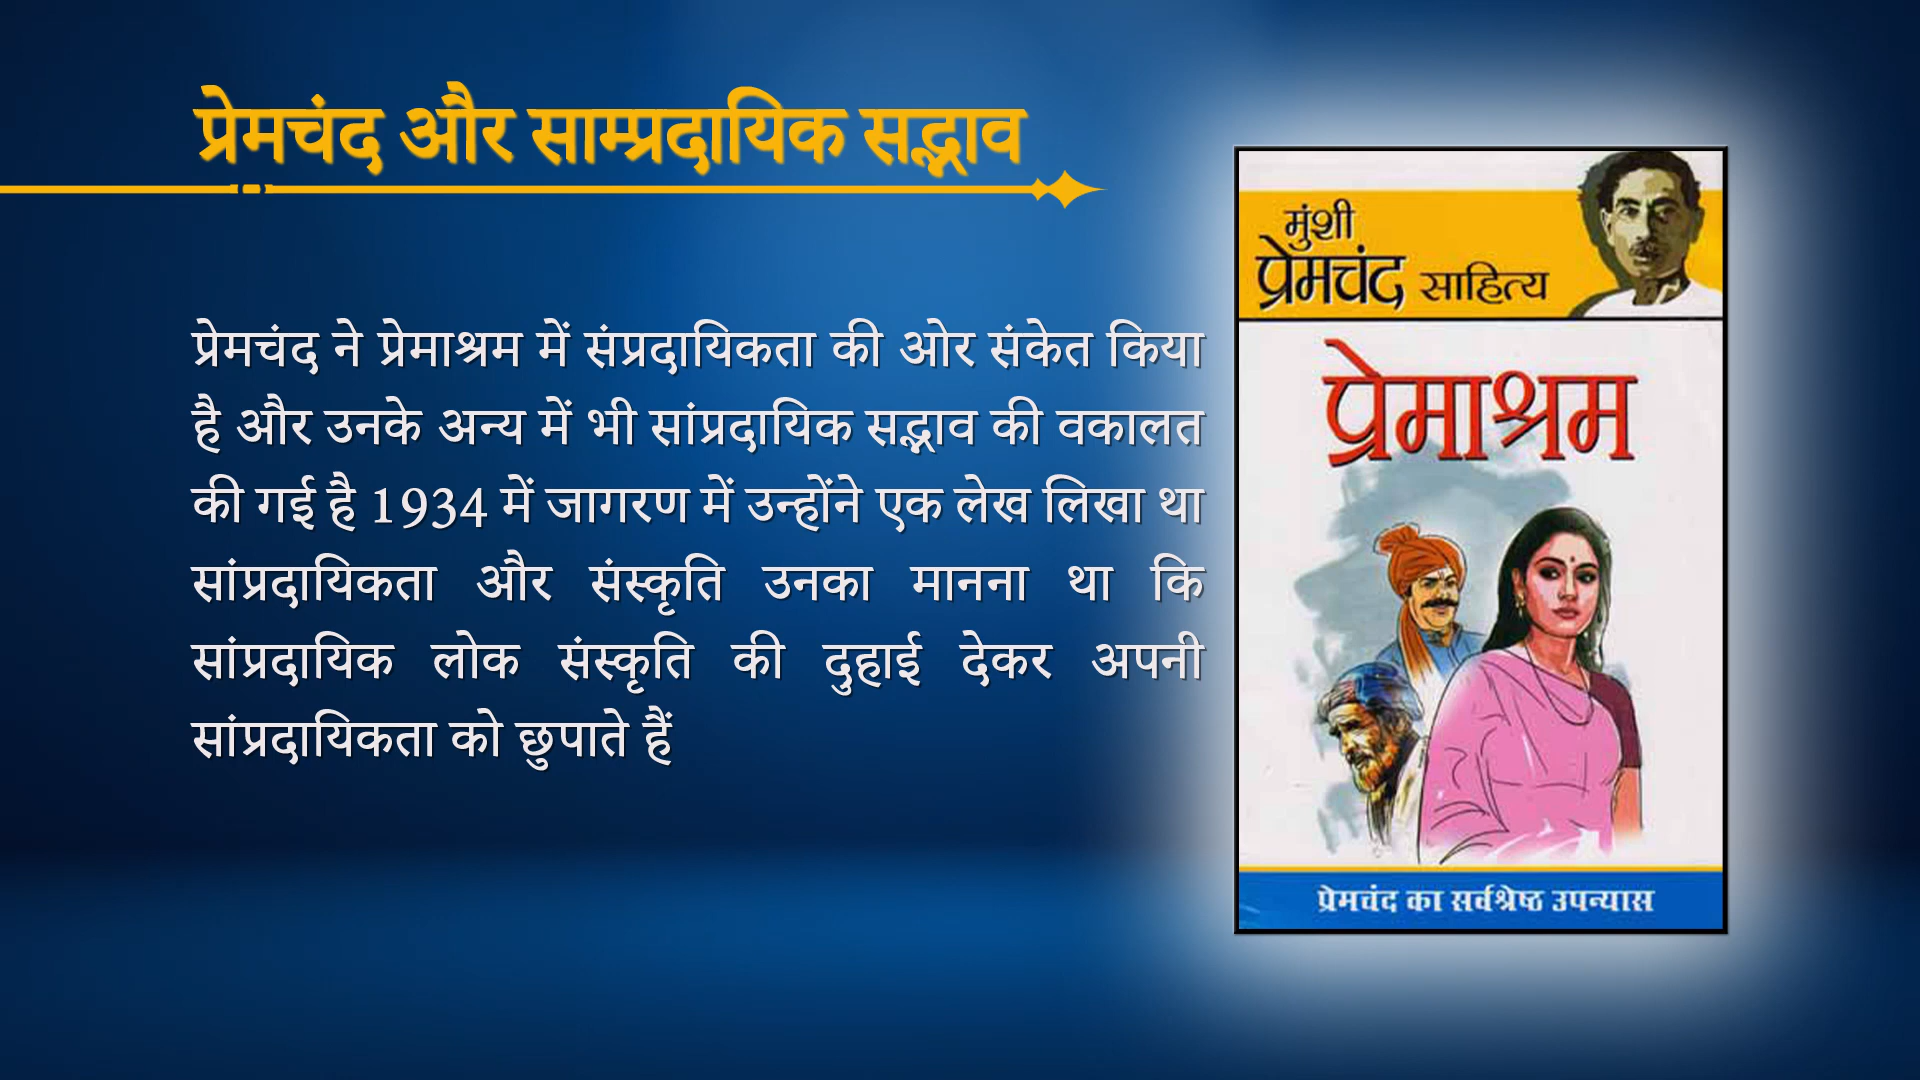 प्रेमचंद और साम्प्रदायिक सद्भाव
प्रेमचंद ने प्रेमाश्रम में संप्रदायिकता की ओर संकेत किया
है और उनके अन्य में भी सांप्रदायिक सद्भाव की वकालत
की गई है 1934 में जागरण में उन्होंने एक लेख लिखा था
सांप्रदायिकता और संस्कृति उनका मानना था कि
सांप्रदायिक लोक संस्कृति की दुहाई देकर अपनी
सांप्रदायिकता को छुपाते हैं
मुंशी
प्रेमचंद साहित्य
प्रेमाश्रम
प्रेमचंद का सर्वश्रेष्ठ उपन्यास